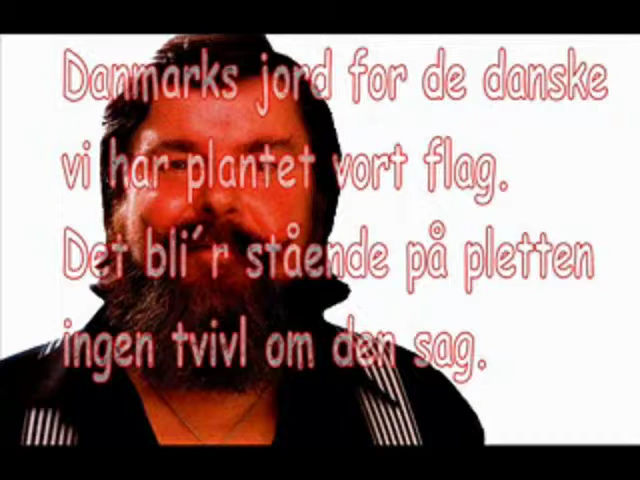 Danmarks jord for de danske
vi har plantet vort flag.
Det bli´r stående på pletten
ingen tvivl om den sag.